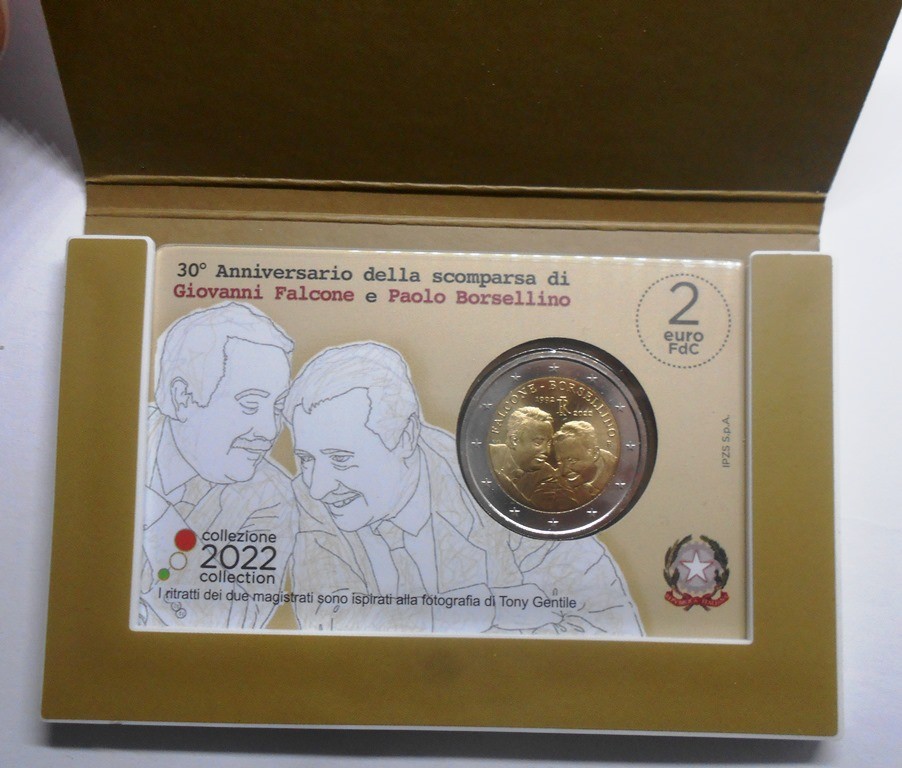 30° Anniversario della scomparsa di
Giovanni Falcone e Paolo Borsellino
2
euro
FdC
FALCONE - BORSELLINO
1992 2022
IPZS S.p.A.
collezione
2022
collection
I ritratti dei due magistrati sono ispirati alla fotografia di Tony Gentile